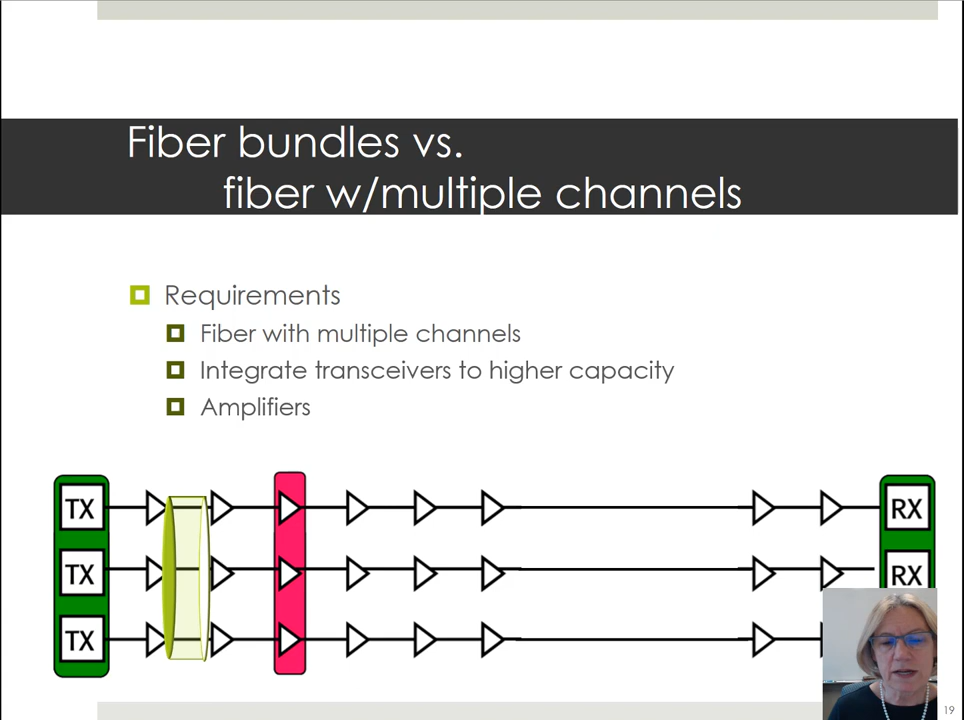 Fiber bundles vs.
fiber w/multiple channels
Requirements
Fiber with multiple channels
Integrate transceivers to higher capacity
Amplifiers
TX
RX
TX
RX
TX
19